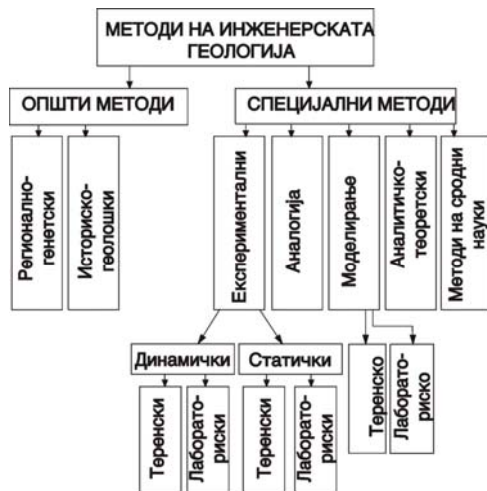 МЕТОДИ НА ИНЖЕНЕРСКАТА
ГЕОЛОГИЈА
ОПШТИ МЕТОДИ
СПЕЦИЈАЛНИ МЕТОДИ
Регионално-
генетски
Историско-
геолошки
Експериментални
Аналогија
Моделирање
Аналитичко-
теоретски
Методи на сродни
науки
Динамички
Статички
Теренски
Лаборато-
риски
Теренски
Лаборато-
риски
Теренско
Лаборато-
риско